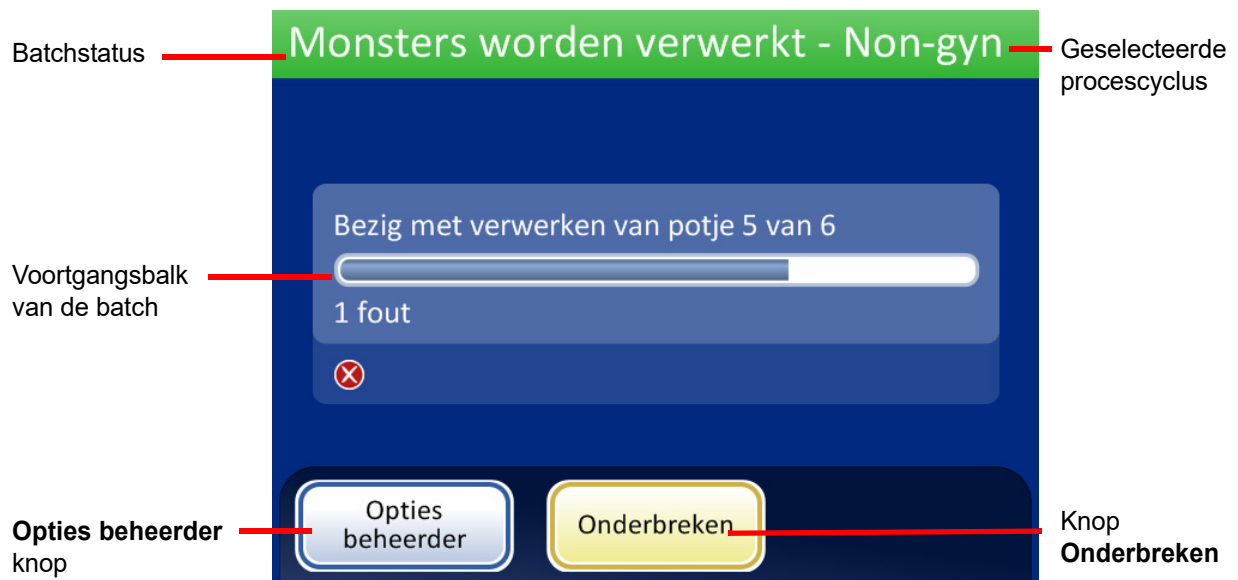 Batchstatus
Monsters worden verwerkt - Non-gyn
Geselecteerde
procescyclus
Bezig met verwerken van potje 5 van 6
Voortgangsbalk
van de batch
1 fout
Opties
beheerder
Onderbreken
Opties beheerder
knop
Knop
Onderbreken